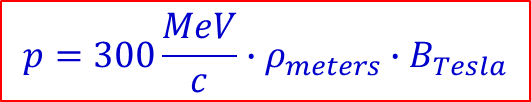 p = 300 MeV/c · ρ_meters · B_Tesla